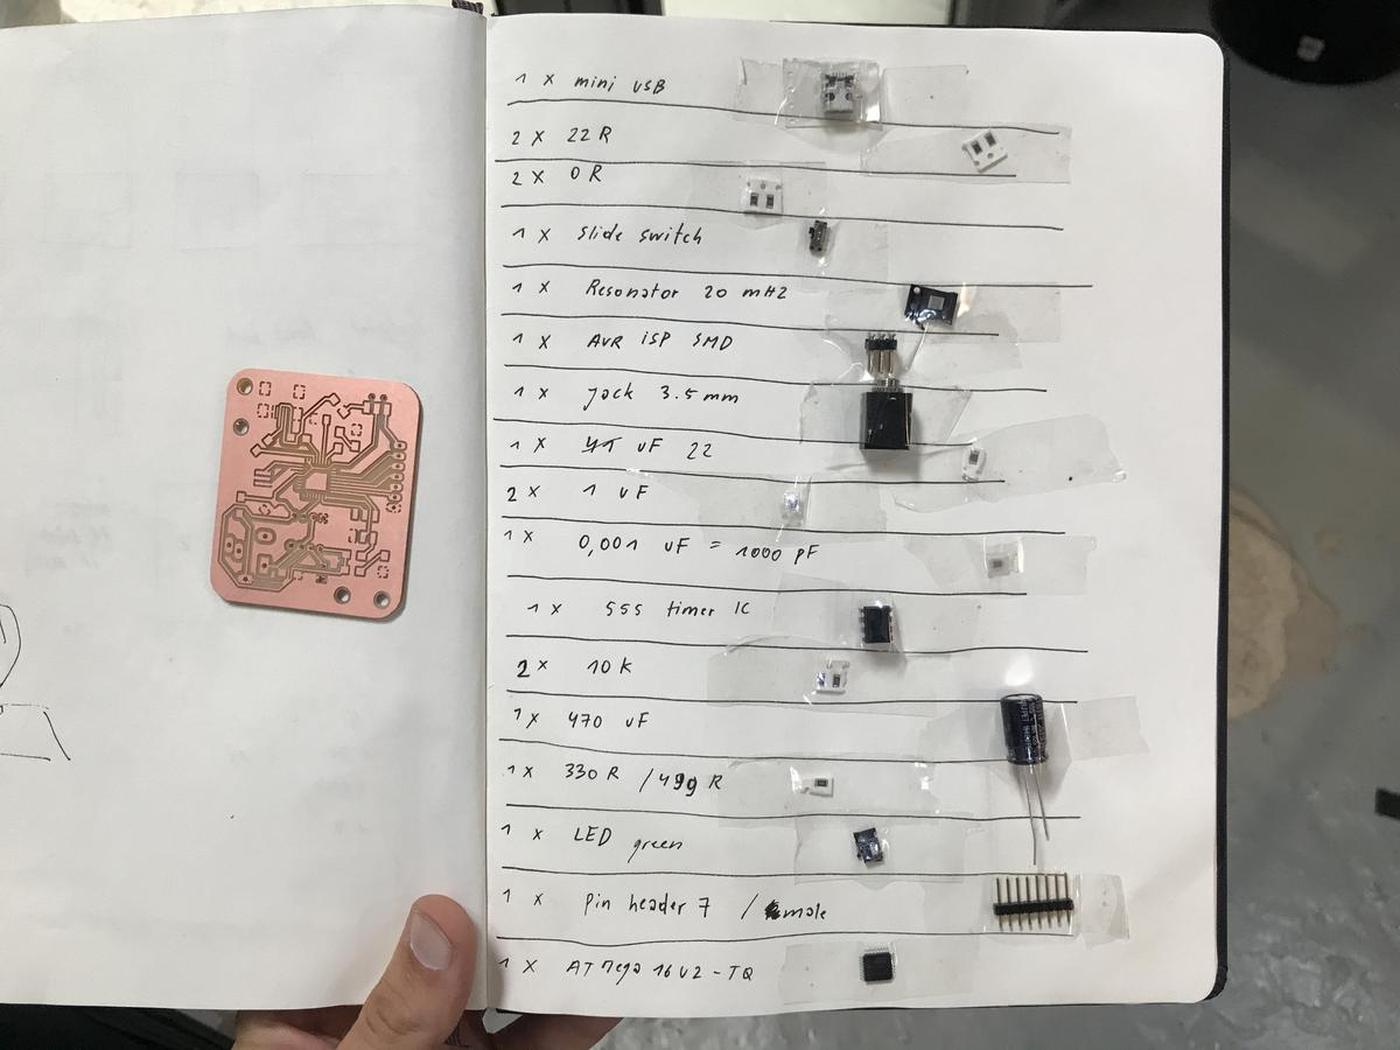 1 x mini USB
2 x 22 R
2 x 0 R
1 x slide switch
1 x Resonator 20 mHz
1 x AVR iSP SMD
1 x jack 3.5 mm
1 x uF 22
2 x 1 uF
1 x 0,001 uF = 1000 pF
1 x 555 timer IC
2 x 10 k
1 x 470 uF
1 x 330 R / 499 R
1 x LED green
1 x pin header 7 / male
1 x ATMega 16U2 - TQ